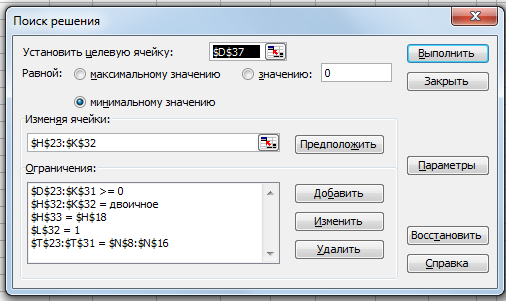 Поиск решения
Установить целевую ячейку: $D$37
Выполнить
Равной: максимальному значению значению: 0
Закрыть
минимальному значению
Изменяя ячейки:
$H$23:$K$32
Предположить
Ограничения:
Параметры
$D$23:$K$31 >= 0
$H$32:$K$32 = двоичное
$H$33 = $H$18
$L$32 = 1
$T$23:$T$31 = $N$8:$N$16
Добавить
Изменить
Удалить
Восстановить
Справка